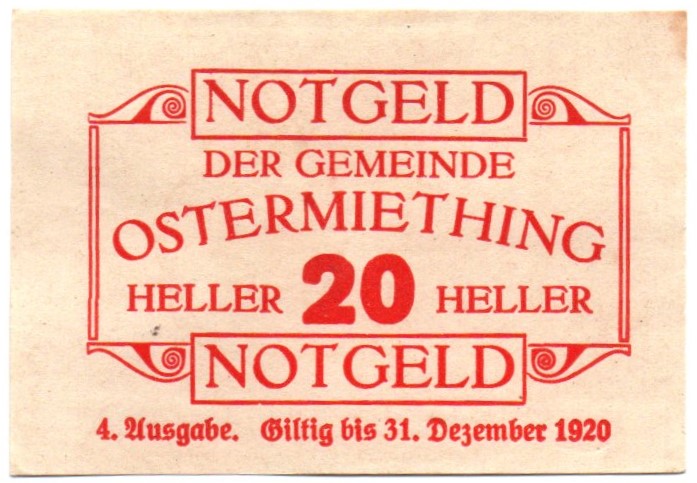 NOTGELD
DER GEMEINDE
OSTERMIETHING
HELLER 20 HELLER
NOTGELD
4. Ausgabe. Giltig bis 31. Dezember 1920